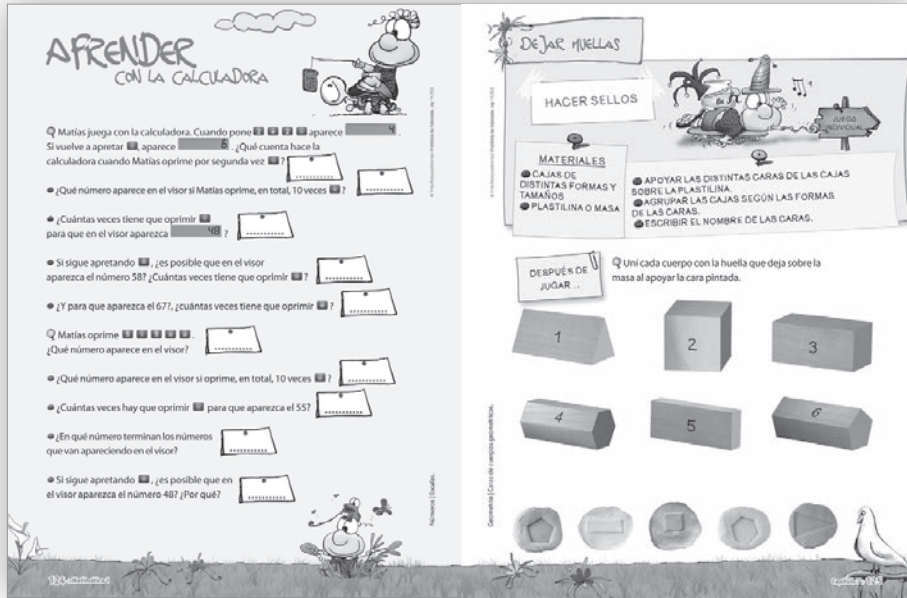 APRENDER
CON LA CALCULADORA
Matías juega con la calculadora. Cuando pone 2 + 2 = aparece 4 .
Si vuelve a apretar = , aparece 6 . ¿Qué cuenta hace la
calculadora cuando Matías oprime por segunda vez = ?
¿Qué número aparece en el visor si Matías oprime, en total, 10 veces = ?
¿Cuántas veces tiene que oprimir =
para que en el visor aparezca 48 ?
Si sigue apretando = , ¿es posible que en el visor
aparezca el número 58? ¿Cuántas veces tiene que oprimir = ?
¿Y para que aparezca el 67?, ¿cuántas veces tiene que oprimir = ?
Matías oprime
¿Qué número aparece en el visor?
¿Qué número aparece en el visor si oprime, en total, 10 veces = ?
¿Cuántas veces hay que oprimir = para que aparezca el 55?
¿En qué número terminan los números
que van apareciendo en el visor?
Si sigue apretando = , ¿es posible que en
el visor aparezca el número 48? ¿Por qué?
Números | Escalas.
124
DEJAR HUELLAS
HACER SELLOS
JUEGO
INDIVIDUAL
MATERIALES
CAJAS DE
DISTINTAS FORMAS Y
TAMAÑOS
PLASTILINA O MASA
APOYAR LAS DISTINTAS CARAS DE LAS CAJAS
SOBRE LA PLASTILINA.
AGRUPAR LAS CAJAS SEGÚN LAS FORMAS
DE LAS CARAS.
ESCRIBIR EL NOMBRE DE LAS CARAS.
DESPUÉS DE
JUGAR...
Uní cada cuerpo con la huella que deja sobre la
masa al apoyar la cara pintada.
1
2
3
4
5
6
Geometría | Caras de cuerpos geométricos.
125